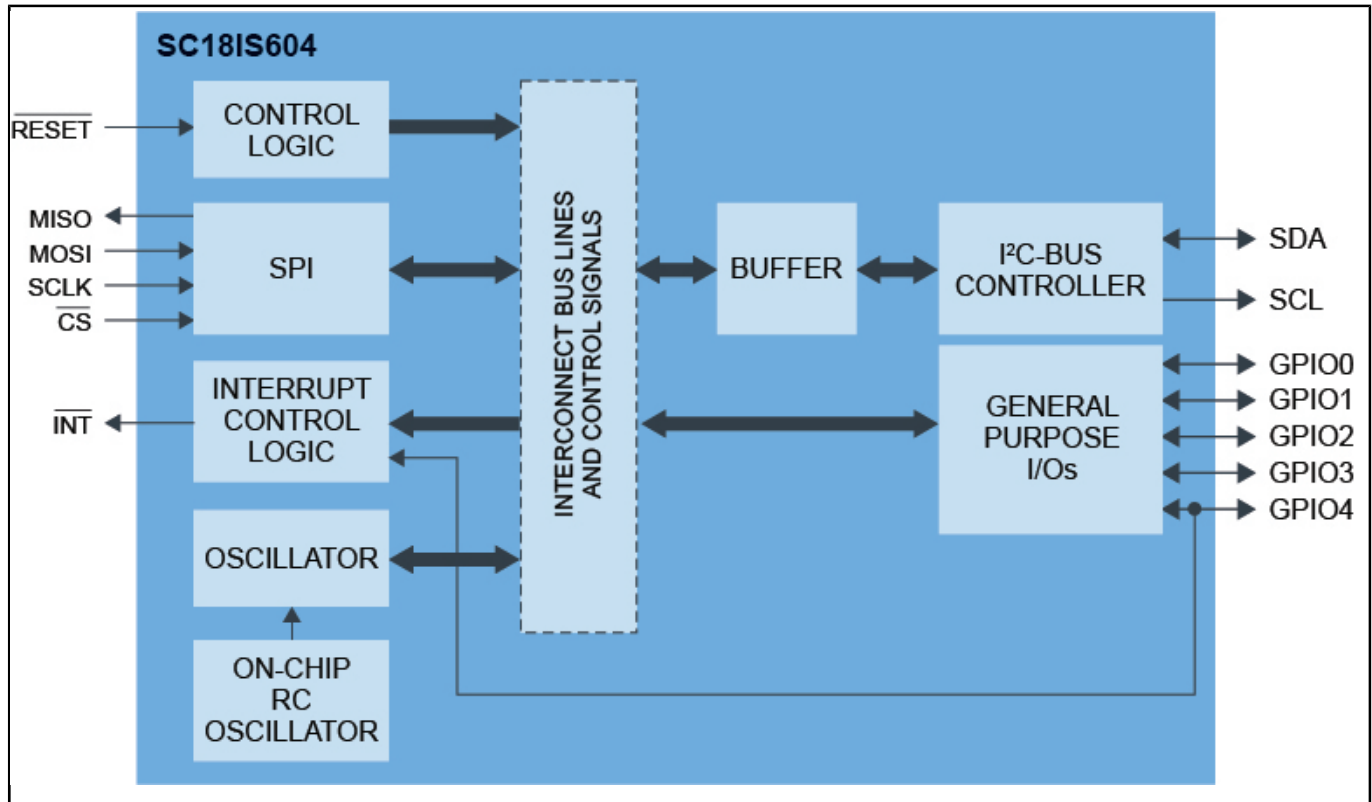 SC18IS604
RESET
CONTROL
LOGIC
MISO
MOSI
SCLK
CS
SPI
INT
INTERRUPT
CONTROL
LOGIC
OSCILLATOR
ON-CHIP
RC
OSCILLATOR
INTERCONNECT BUS LINES
AND CONTROL SIGNALS
BUFFER
I²C-BUS
CONTROLLER
SDA
SCL
GENERAL
PURPOSE
I/Os
GPIO0
GPIO1
GPIO2
GPIO3
GPIO4